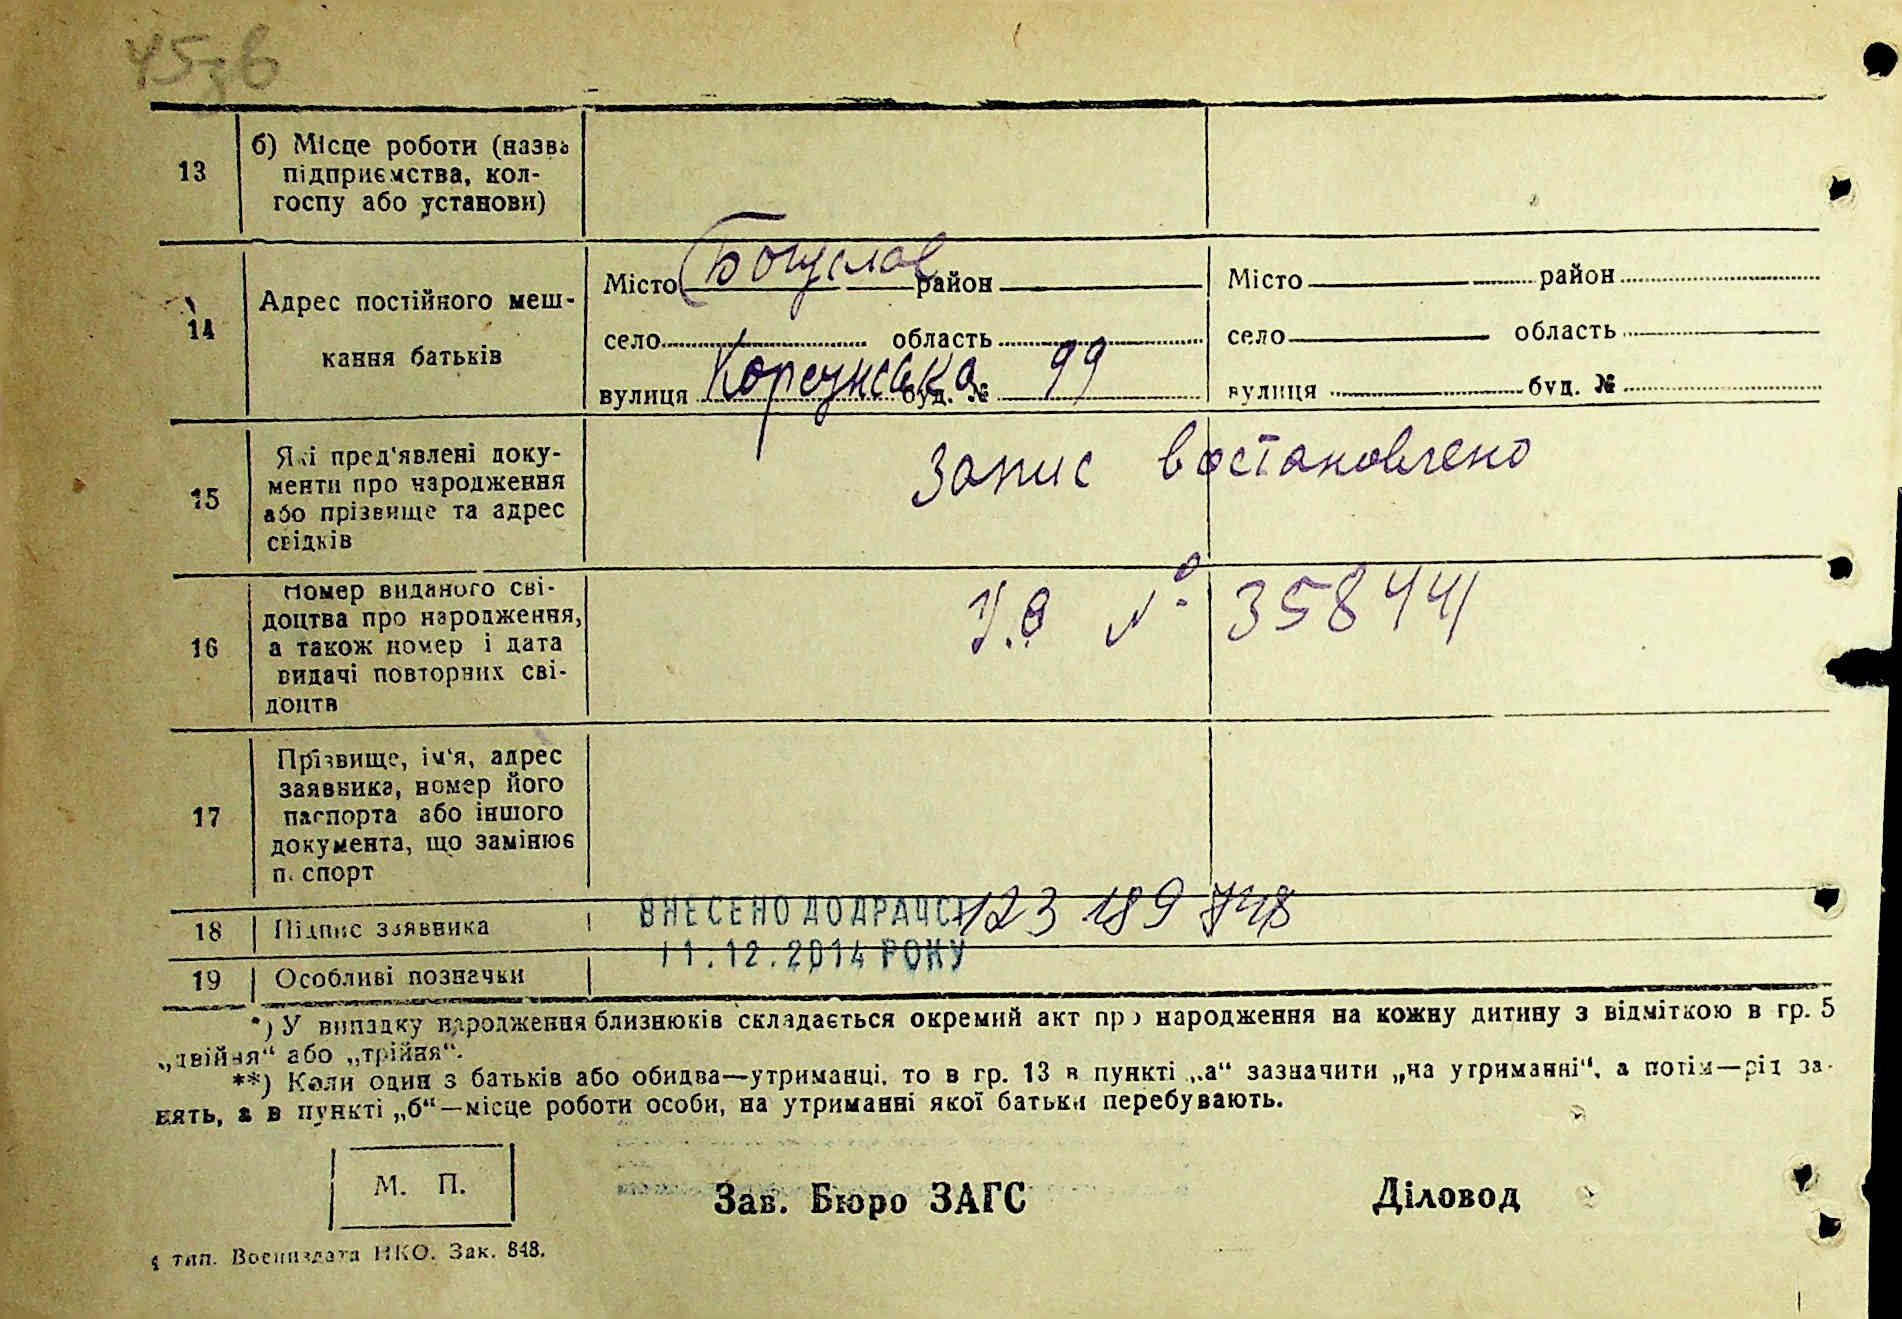 45зв
13
б) Місце роботи (назва
підприємства, кол-
госпу або установи)
14
Адрес постійного меш-
кання батьків
Місто Богуслав район
село область
вулиця Корсунська буд. № 99
Місто район
село область
вулиця буд. №
15
Які пред'явлені доку-
менти про народження
або прізвище та адрес
свідків
Запис востановлено
16
Номер виданого сві-
доцтва про народження,
а також номер і дата
видачі повторних сві-
доцтв
№ 358441
17
Прізвище, ім'я, адрес
заявника, номер його
паспорта або іншого
документа, що замінює
п. спорт
18
Підпис заявника
ВНЕСЕНО ДО ДРАЦС 123 189
11.12.2014 РОКУ
19
Особливі позначки
*) У випадку народження близнюків складається окремий акт про народження на кожну дитину з відміткою в гр. 5
„двійня“ або „трійня“.
**) Коли один з батьків або обидва—утриманці, то в гр. 13 в пункті „а“ зазначити „на утриманні“, а потім—рід за-
нять, а в пункті „б“—місце роботи особи, на утриманні якої батьки перебувають.
М. П.
Зав. Бюро ЗАГС
Діловод
тип. Воениздата НКО. Зак. 848.